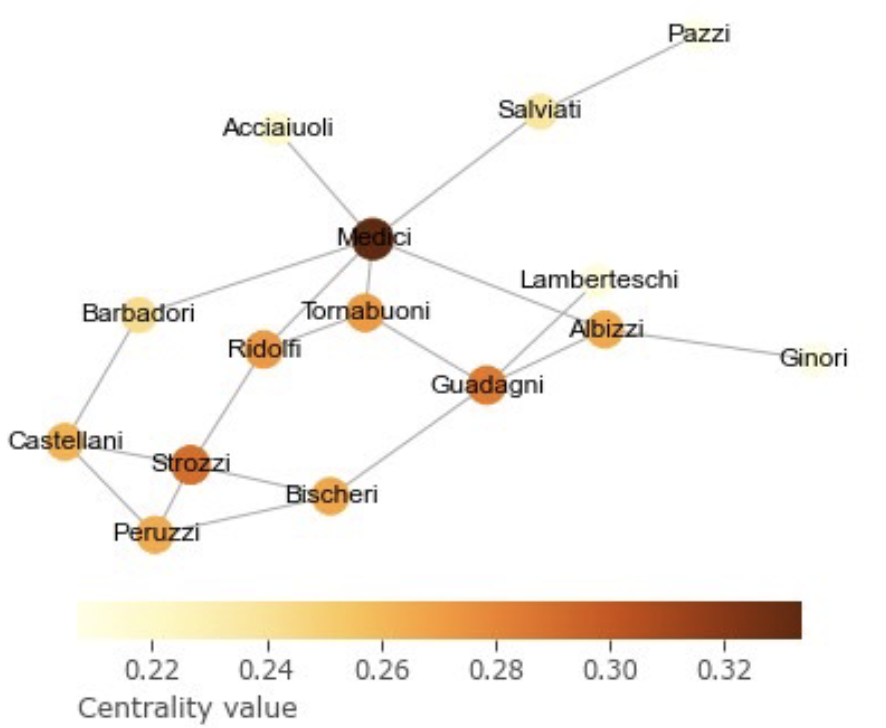 Pazzi
Salviati
Acciaiuoli
Medici
Lamberteschi
Barbadori
Tornabuoni
Albizzi
Ridolfi
Ginori
Guadagni
Castellani
Strozzi
Bischeri
Peruzzi
0.22 0.24 0.26 0.28 0.30 0.32
Centrality value